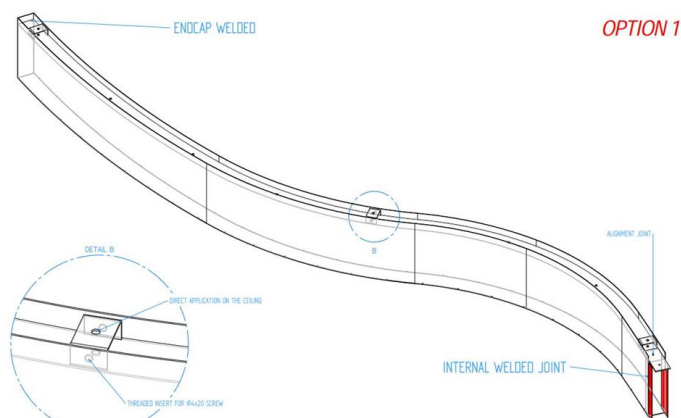 ENDCAP WELDED
OPTION 1
ALIGNMENT JOINT
B
DETAIL B
DIRECT APPLICATION ON THE CEILING
INTERNAL WELDED JOINT
THREADED INSERT FOR Ø4x20 SCREW